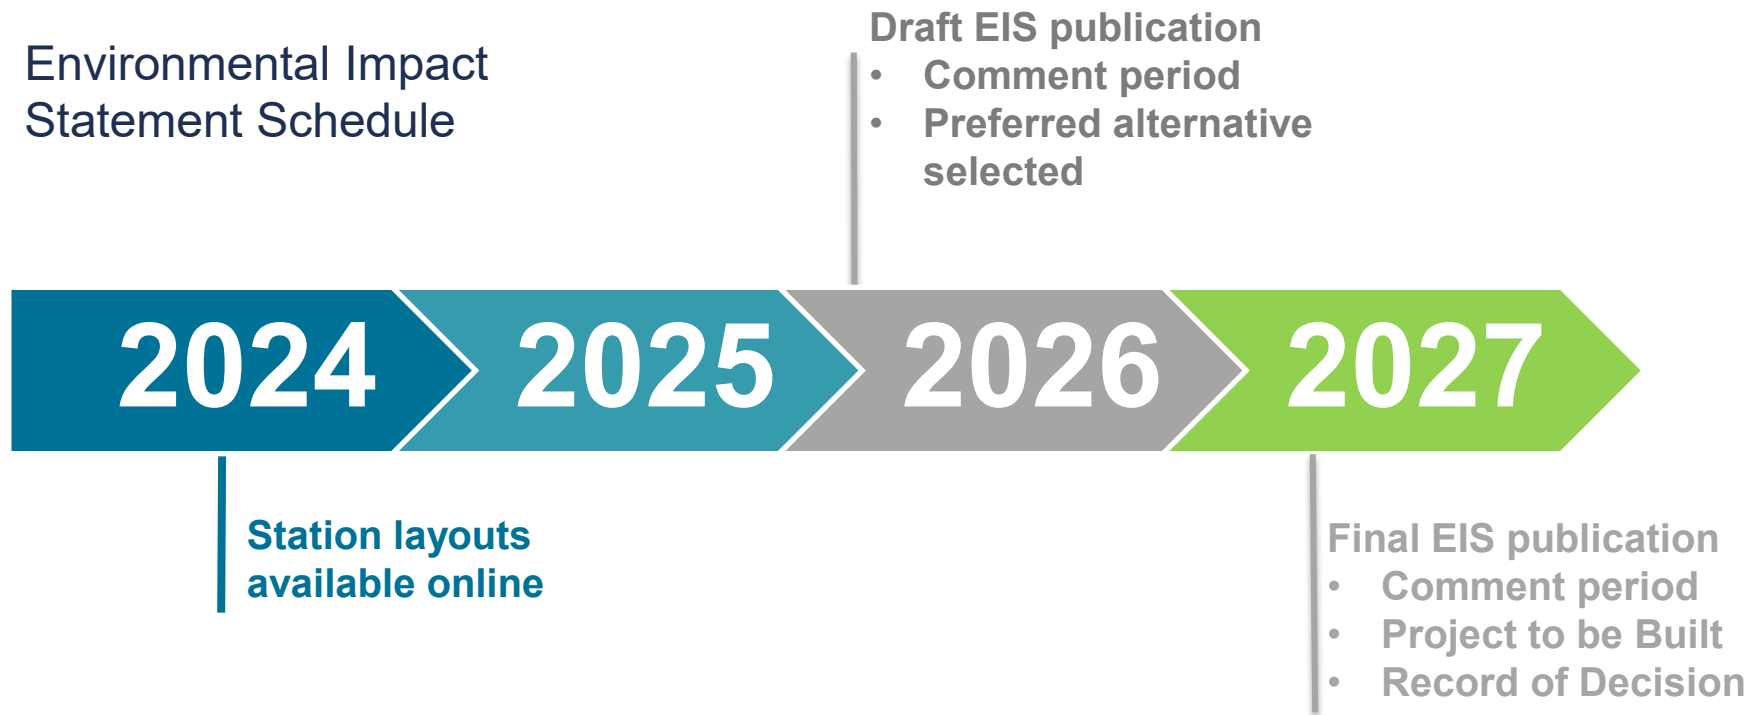 Environmental Impact
Statement Schedule
Draft EIS publication
• Comment period
• Preferred alternative
selected
2024
2025
2026
2027
Station layouts
available online
Final EIS publication
• Comment period
• Project to be Built
• Record of Decision